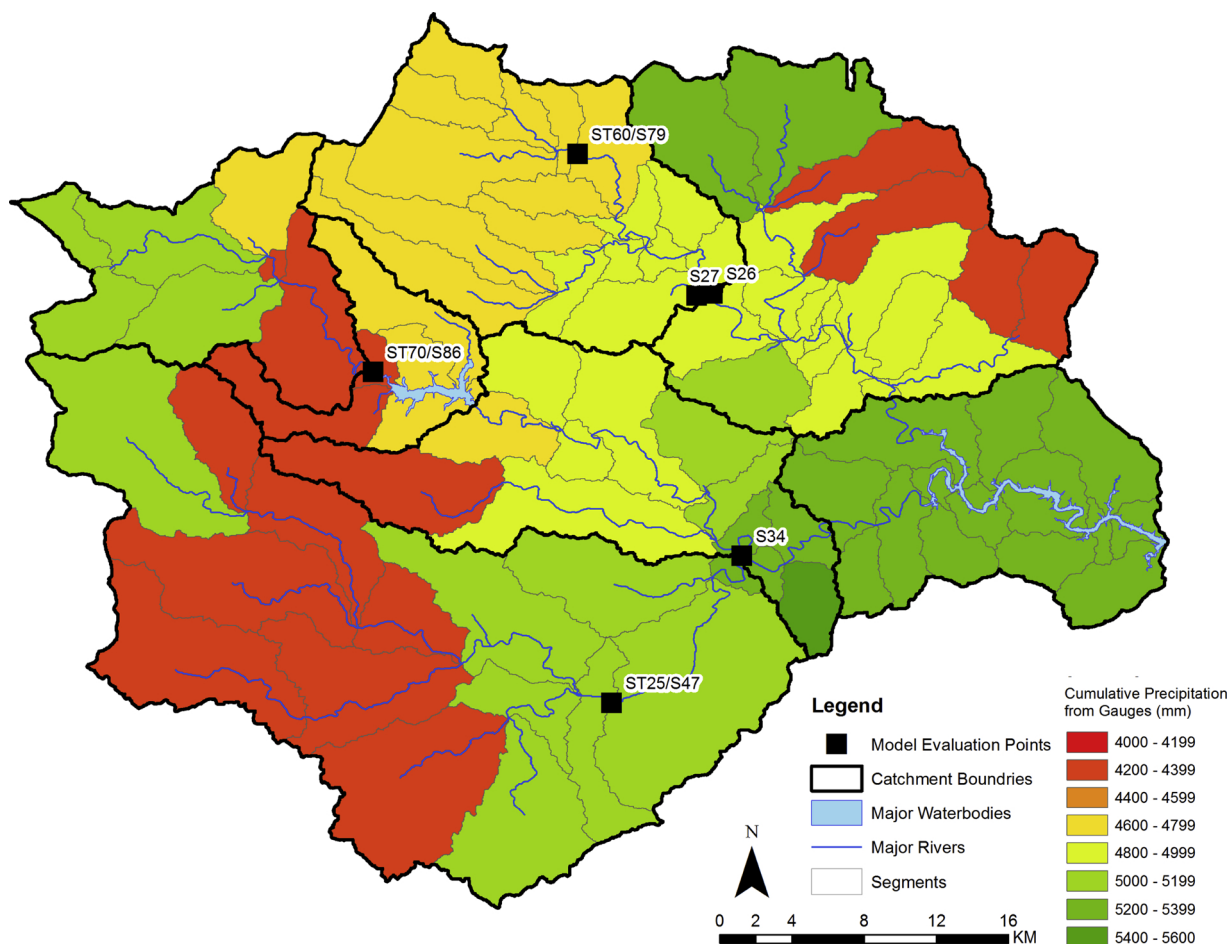 ST60/S79
S27
S26
ST70/S86
S34
ST25/S47
Legend
Model Evaluation Points
Catchment Boundries
Major Waterbodies
Major Rivers
Segments
N
0 2 4 8 12 16
KM
Cumulative Precipitation
from Gauges (mm)
4000 - 4199
4200 - 4399
4400 - 4599
4600 - 4799
4800 - 4999
5000 - 5199
5200 - 5399
5400 - 5600